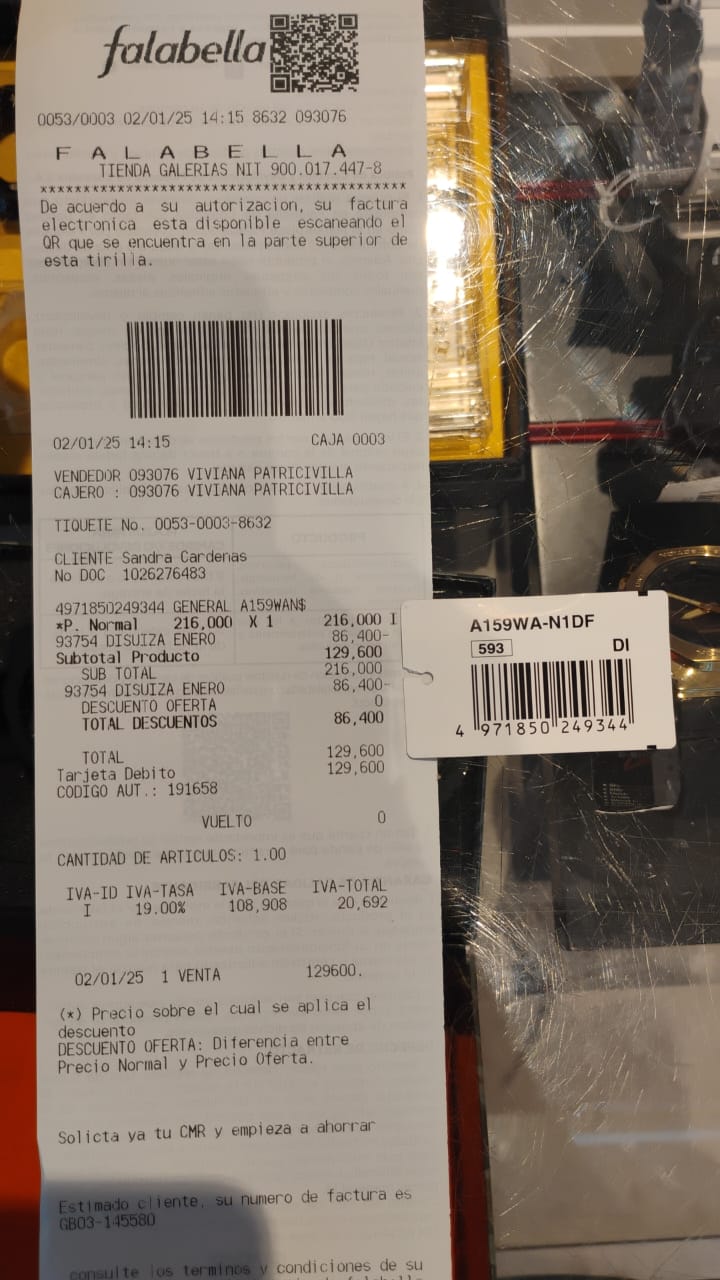 falabella
0053/0003 02/01/25 14:15 8632 093076
F A L A B E L L A
TIENDA GALERIAS NIT 900.017.447-8
******************************************
De acuerdo a su autorizacion, su factura
electronica esta disponible escaneando el
QR que se encuentra en la parte superior de
esta tirilla.
02/01/25 14:15 CAJA 0003
VENDEDOR 093076 VIVIANA PATRICIVILLA
CAJERO : 093076 VIVIANA PATRICIVILLA
TIQUETE No. 0053-0003-8632
CLIENTE Sandra Cardenas
No DOC 1026276483
4971850249344 GENERAL A159WAN$
*P. Normal 216,000 X 1 216,000 I
93754 DISUIZA ENERO 86,400-
Subtotal Producto 129,600
SUB TOTAL 216,000
93754 DISUIZA ENERO 86,400-
DESCUENTO OFERTA 0
TOTAL DESCUENTOS 86,400
TOTAL 129,600
Tarjeta Debito 129,600
CODIGO AUT.: 191658
VUELTO 0
CANTIDAD DE ARTICULOS: 1.00
IVA-ID IVA-TASA IVA-BASE IVA-TOTAL
I 19.00% 108,908 20,692
02/01/25 1 VENTA 129600.
(*) Precio sobre el cual se aplica el
descuento
DESCUENTO OFERTA: Diferencia entre
Precio Normal y Precio Oferta.
Solicta ya tu CMR y empieza a ahorrar
Estimado cliente, su numero de factura es
GB03-145580
consulte los terminos y condiciones de su
A159WA-N1DF
593 DI
4 971850 249344